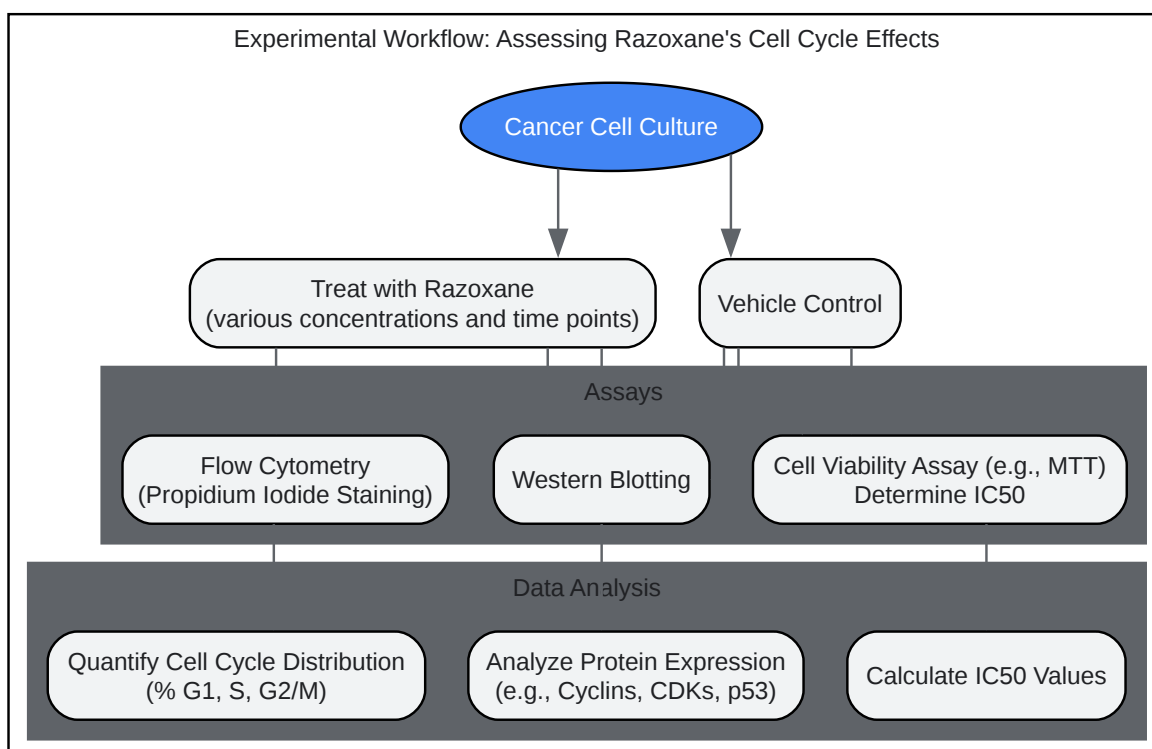 Experimental Workflow: Assessing Razoxane's Cell Cycle Effects
Cancer Cell Culture
Treat with Razoxane
(various concentrations and time points)
Vehicle Control
Assays
Flow Cytometry
(Propidium Iodide Staining)
Western Blotting
Cell Viability Assay (e.g., MTT)
Determine IC50
Data Analysis
Quantify Cell Cycle Distribution
(% G1, S, G2/M)
Analyze Protein Expression
(e.g., Cyclins, CDKs, p53)
Calculate IC50 Values